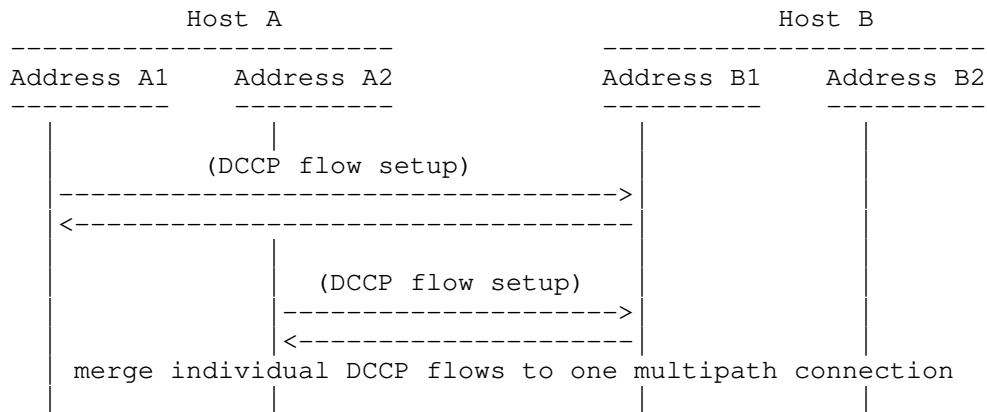 Host A Host B
Address A1 Address A2 Address B1 Address B2
(DCCP flow setup)
(DCCP flow setup)
merge individual DCCP flows to one multipath connection